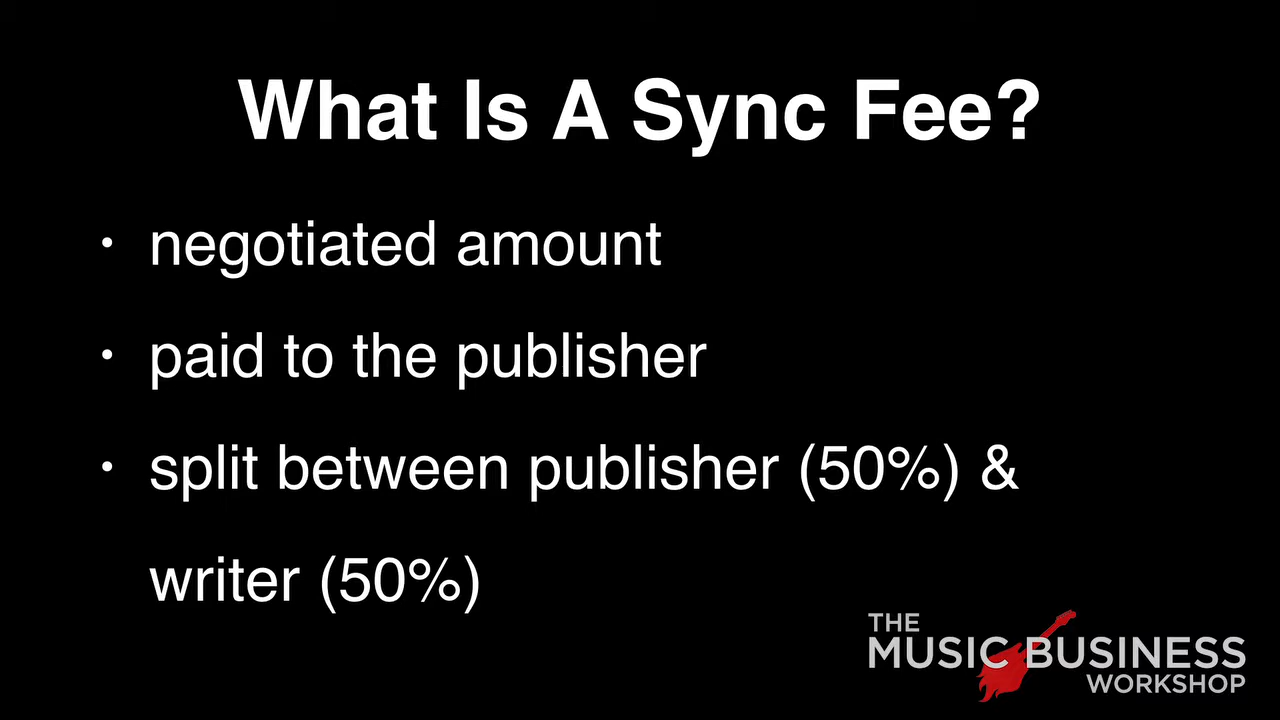 What Is A Sync Fee?
• negotiated amount
• paid to the publisher
• split between publisher (50%) &
writer (50%)
THE
MUSIC BUSINESS
WORKSHOP